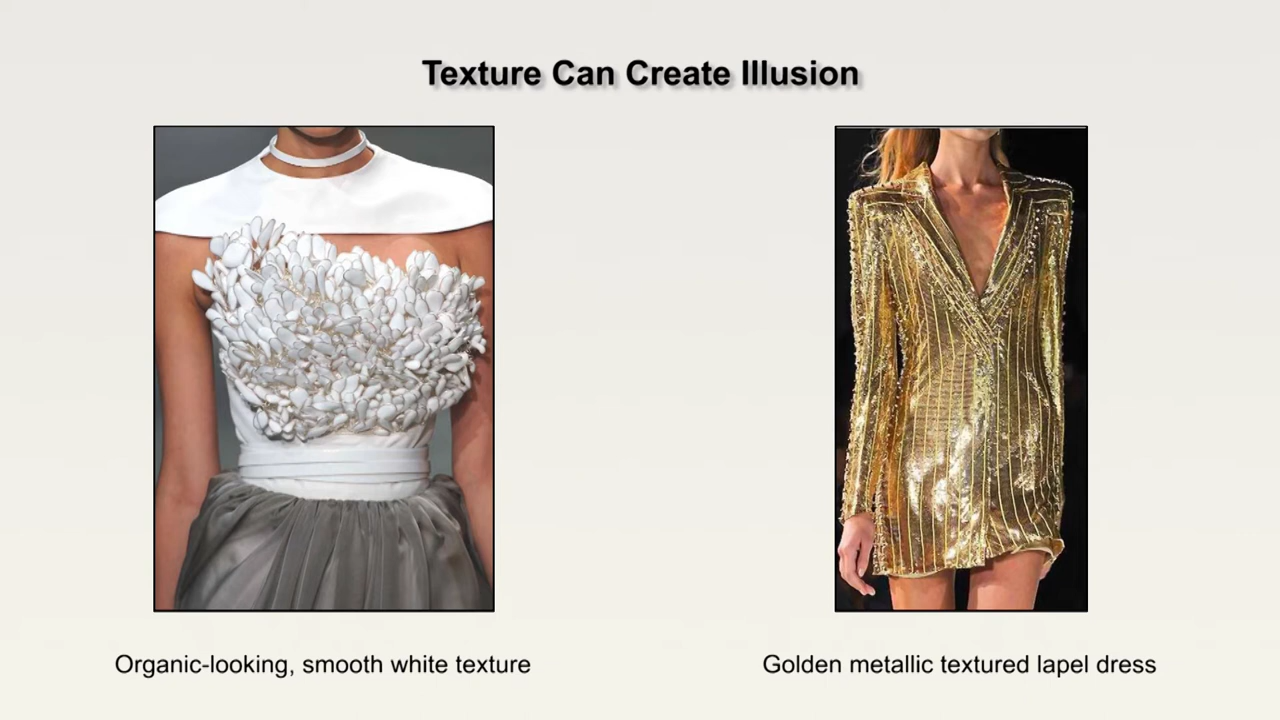 Texture Can Create Illusion
Organic-looking, smooth white texture
Golden metallic textured lapel dress